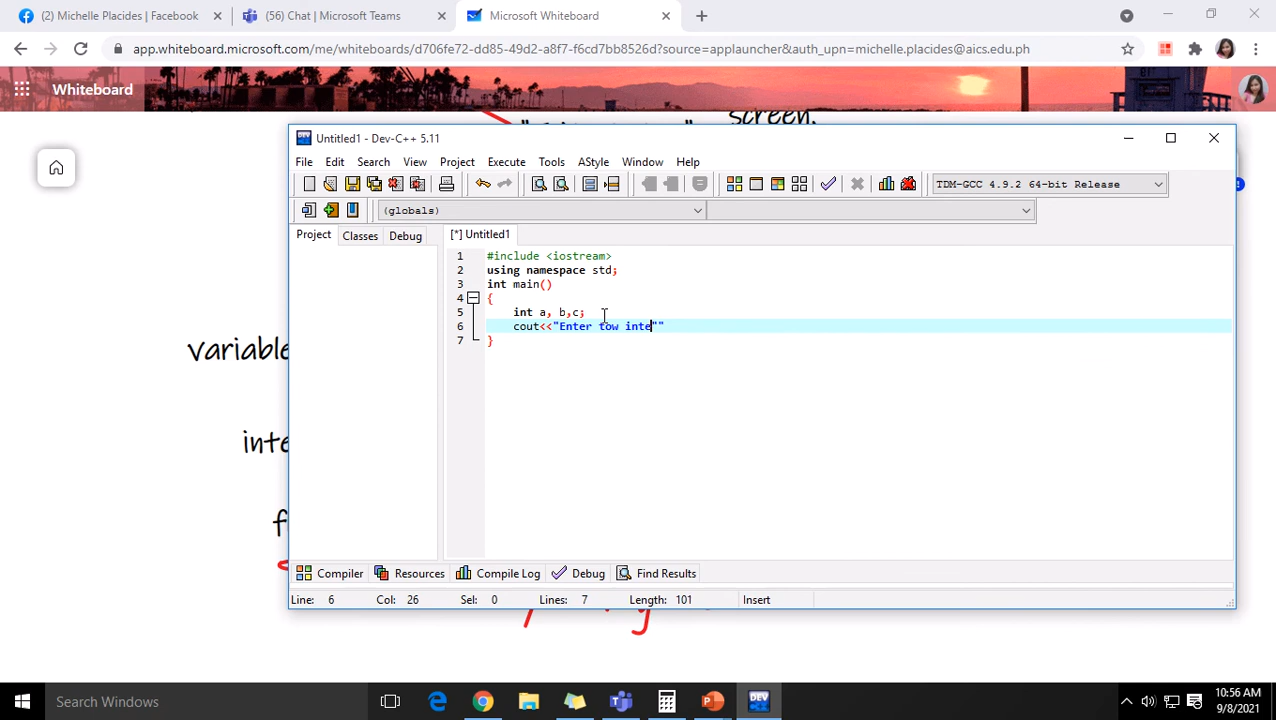 (2) Michelle Placides | Facebook
(56) Chat | Microsoft Teams
Microsoft Whiteboard
app.whiteboard.microsoft.com/me/whiteboards/d706fe72-dd85-49d2-a8f7-f6cd7bb8526d?source=applauncher&auth_upn=michelle.placides@aics.edu.ph
Whiteboard
screen,
Untitled1 - Dev-C++ 5.11
File Edit Search View Project Execute Tools AStyle Window Help
TDM-GCC 4.9.2 64-bit Release
(globals)
Project Classes Debug
[*] Untitled1
1 #include <iostream>
2 using namespace std;
3 int main()
4 {
5 int a, b,c;
6 cout<<"Enter tow inte""
7 }
variable
inte
f
Compiler Resources Compile Log Debug Find Results
Line: 6 Col: 26 Sel: 0 Lines: 7 Length: 101 Insert
Search Windows
10:56 AM
9/8/2021